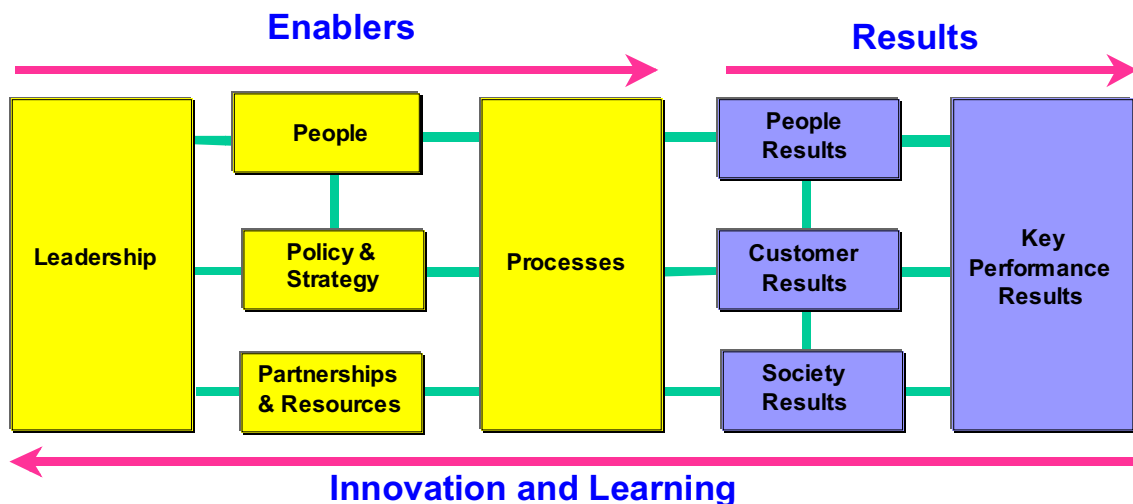 Enablers
Results
Leadership
People
Policy &
Strategy
Partnerships
& Resources
Processes
People
Results
Customer
Results
Society
Results
Key
Performance
Results
Innovation and Learning